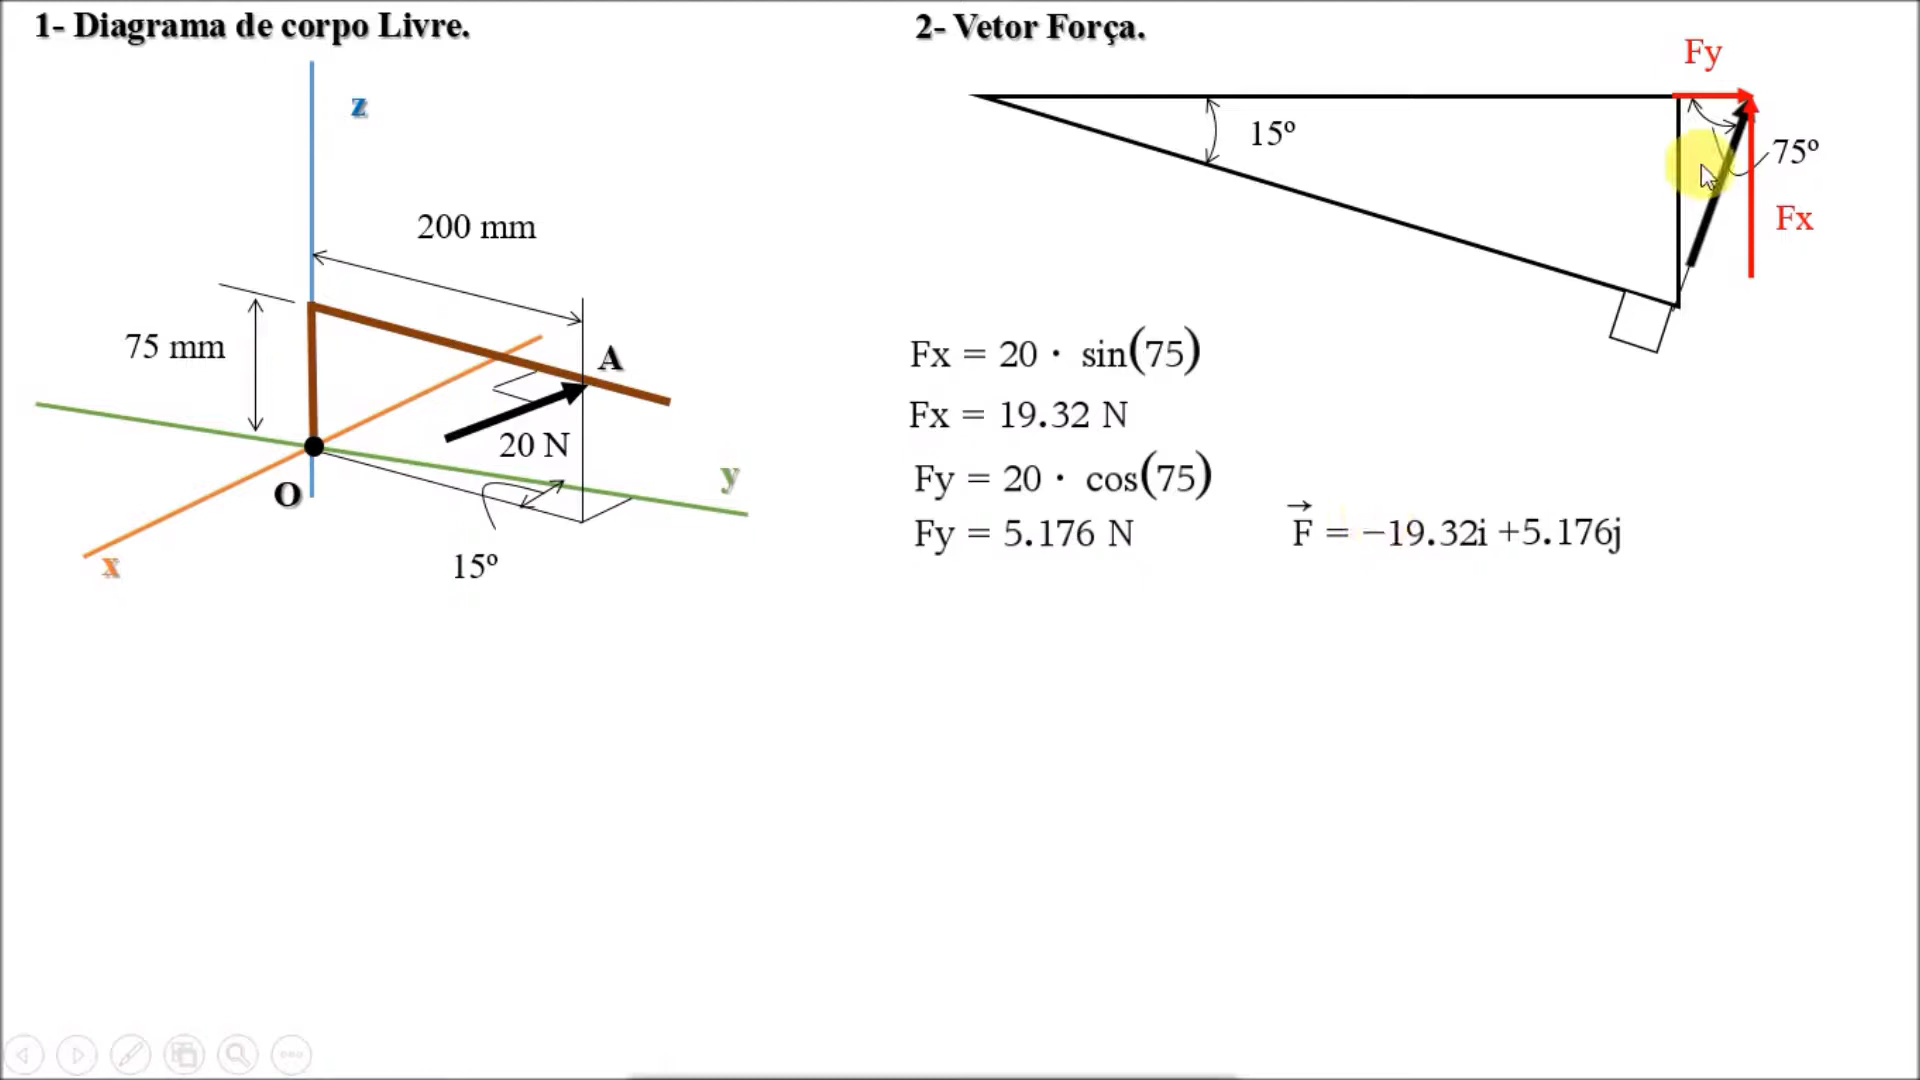 1- Diagrama de corpo Livre.
z
200 mm
75 mm
A
20 N
y
O
x
15º
2- Vetor Força.
Fy
15º
75º
Fx
Fx = 20 · sin(75)
Fx = 19.32 N
Fy = 20 · cos(75)
Fy = 5.176 N
F⃗ = −19.32i +5.176j